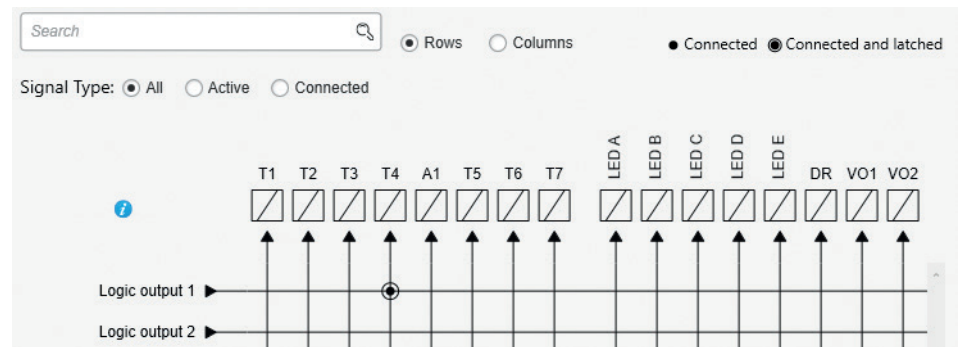 Search
Rows Columns Connected Connected and latched
Signal Type: All Active Connected
T1 T2 T3 T4 A1 T5 T6 T7 LED A LED B LED C LED D LED E DR VO1 VO2
i
Logic output 1
Logic output 2